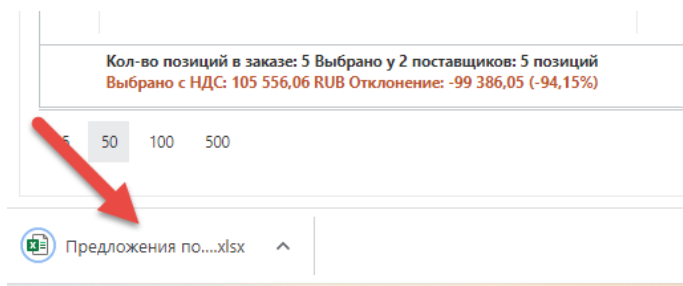 Кол-во позиций в заказе: 5 Выбрано у 2 поставщиков: 5 позиций
Выбрано с НДС: 105 556,06 RUB Отклонение: -99 386,05 (-94,15%)
50 100 500
Предложения по....xlsx